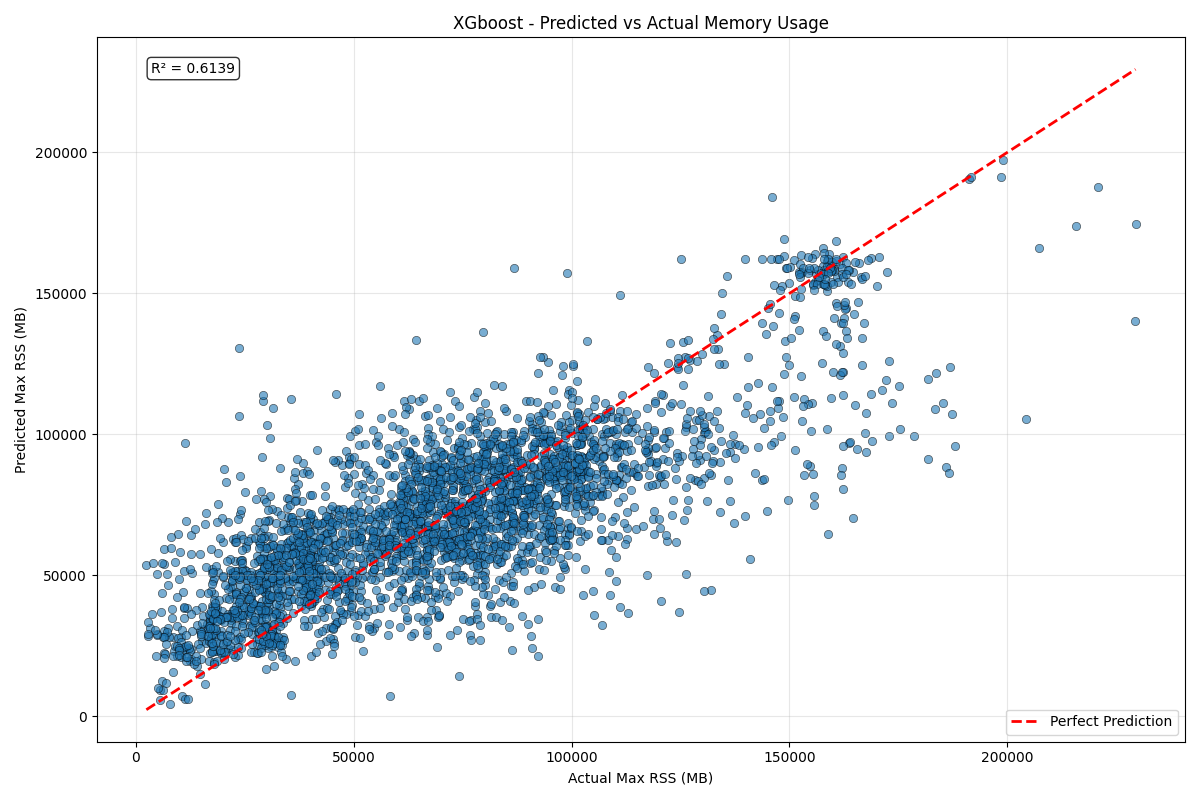 XGboost - Predicted vs Actual Memory Usage
R² = 0.6139
200000
150000
100000
50000
0
Predicted Max RSS (MB)
Perfect Prediction
0 50000 100000 150000 200000
Actual Max RSS (MB)